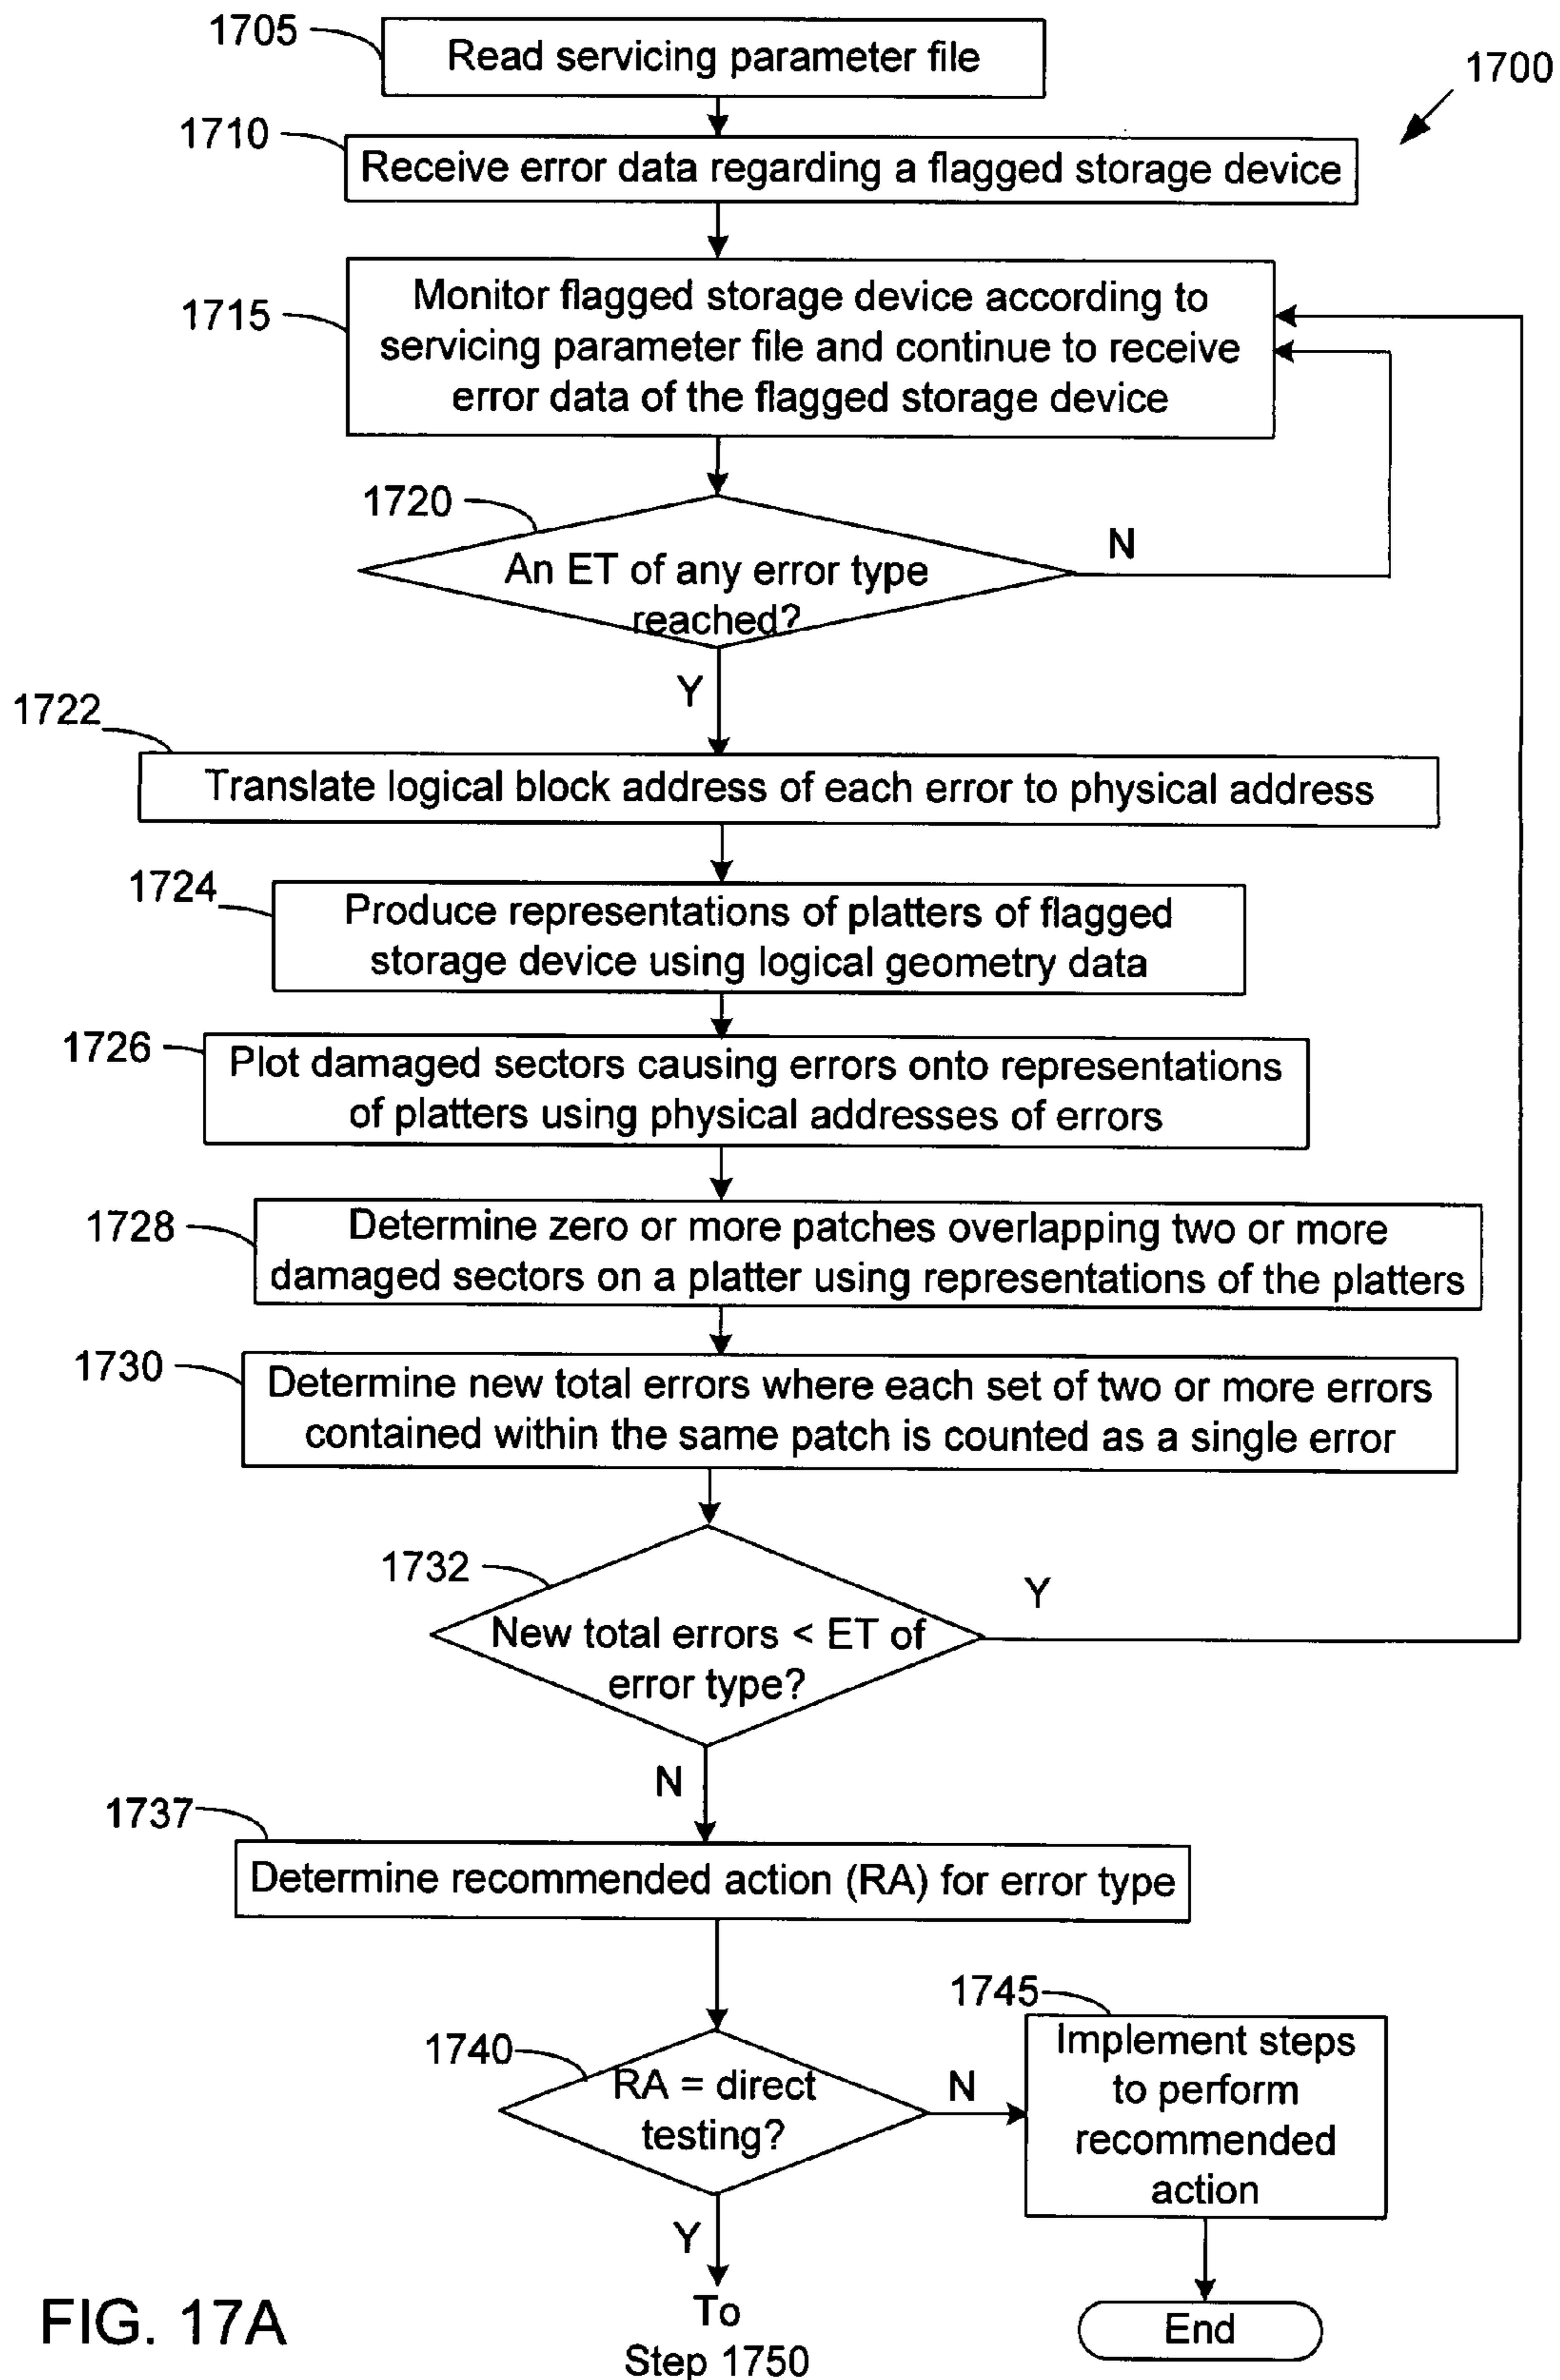 1705
Read servicing parameter file
1700
1710
Receive error data regarding a flagged storage device
1715
Monitor flagged storage device according to
servicing parameter file and continue to receive
error data of the flagged storage device
1720
An ET of any error type
reached?
N
Y
1722
Translate logical block address of each error to physical address
1724
Produce representations of platters of flagged
storage device using logical geometry data
1726
Plot damaged sectors causing errors onto representations
of platters using physical addresses of errors
1728
Determine zero or more patches overlapping two or more
damaged sectors on a platter using representations of the platters
1730
Determine new total errors where each set of two or more errors
contained within the same patch is counted as a single error
1732
New total errors < ET of
error type?
Y
N
1737
Determine recommended action (RA) for error type
1740
RA = direct
testing?
N
1745
Implement steps
to perform
recommended
action
Y
To
Step 1750
End
FIG. 17A